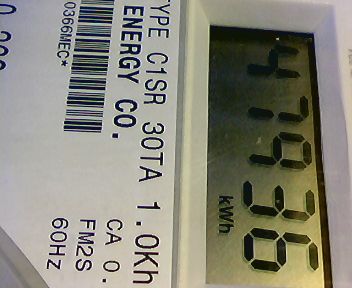 TYPE C1SR 30TA 1.0Kh
ENERGY CO. CA 0.
FM2S
0366MEC* 60HZ
47936
kWh